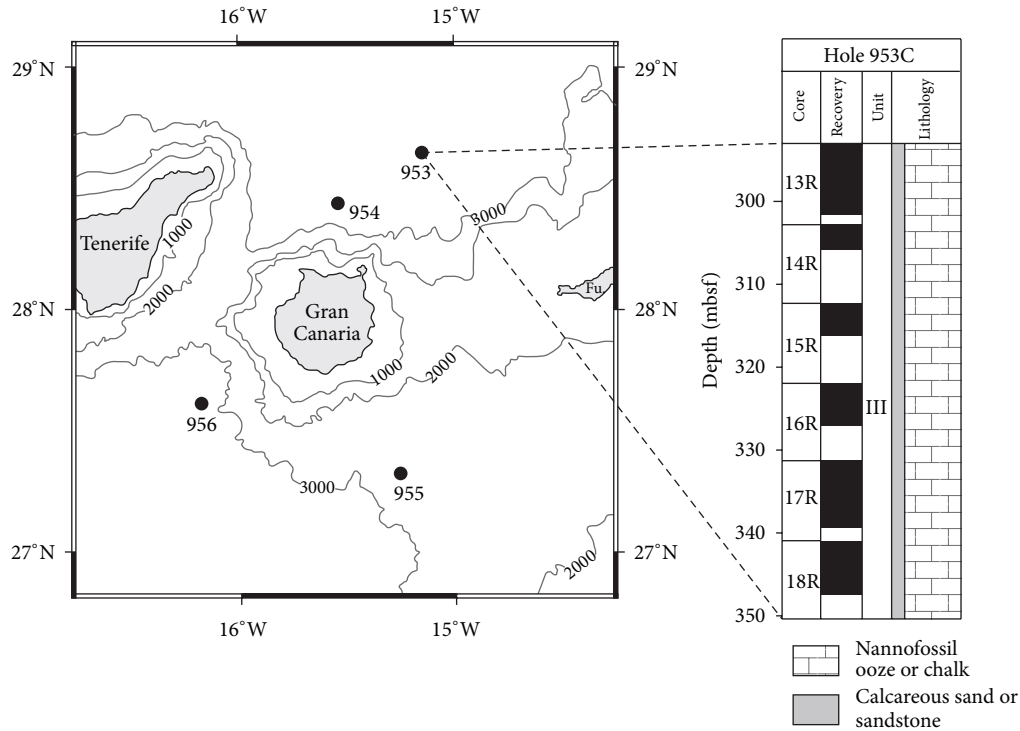 16°W
15°W
29°N
29°N
953
954
3000
Tenerife
1000
2000
28°N
28°N
Fu.
Gran
Canaria
1000
2000
956
955
3000
27°N
27°N
2000
16°W
15°W
Hole 953C
Core
Recovery
Unit
Lithology
Depth (mbsf)
300
310
320
330
340
350
13R
14R
15R
16R
17R
18R
III
Nannofossil
ooze or chalk
Calcareous sand or
sandstone